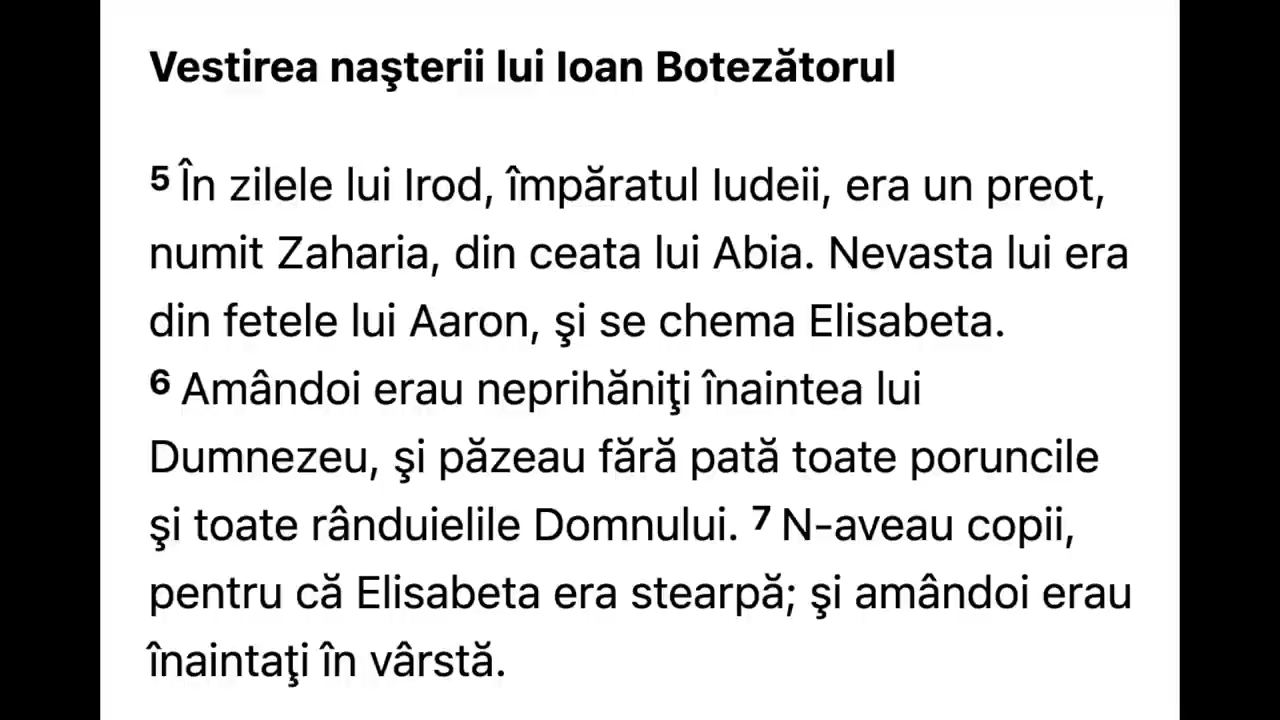 Vestirea naşterii lui Ioan Botezătorul
5 În zilele lui Irod, împăratul Iudeii, era un preot,
numit Zaharia, din ceata lui Abia. Nevasta lui era
din fetele lui Aaron, şi se chema Elisabeta.
6 Amândoi erau neprihăniţi înaintea lui
Dumnezeu, şi păzeau fără pată toate poruncile
şi toate rânduielile Domnului. 7 N-aveau copii,
pentru că Elisabeta era stearpă; şi amândoi erau
înaintaţi în vârstă.